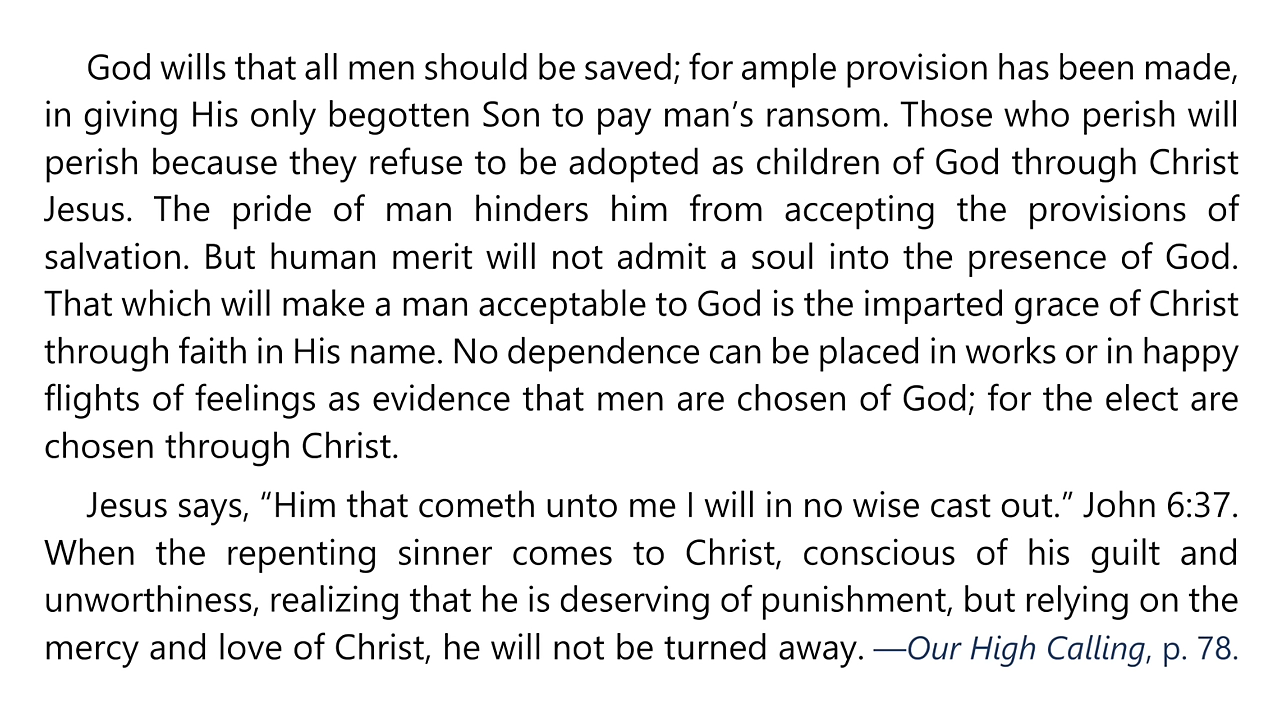 God wills that all men should be saved; for ample provision has been made,
in giving His only begotten Son to pay man’s ransom. Those who perish will
perish because they refuse to be adopted as children of God through Christ
Jesus. The pride of man hinders him from accepting the provisions of
salvation. But human merit will not admit a soul into the presence of God.
That which will make a man acceptable to God is the imparted grace of Christ
through faith in His name. No dependence can be placed in works or in happy
flights of feelings as evidence that men are chosen of God; for the elect are
chosen through Christ.
Jesus says, “Him that cometh unto me I will in no wise cast out.” John 6:37.
When the repenting sinner comes to Christ, conscious of his guilt and
unworthiness, realizing that he is deserving of punishment, but relying on the
mercy and love of Christ, he will not be turned away. —Our High Calling, p. 78.